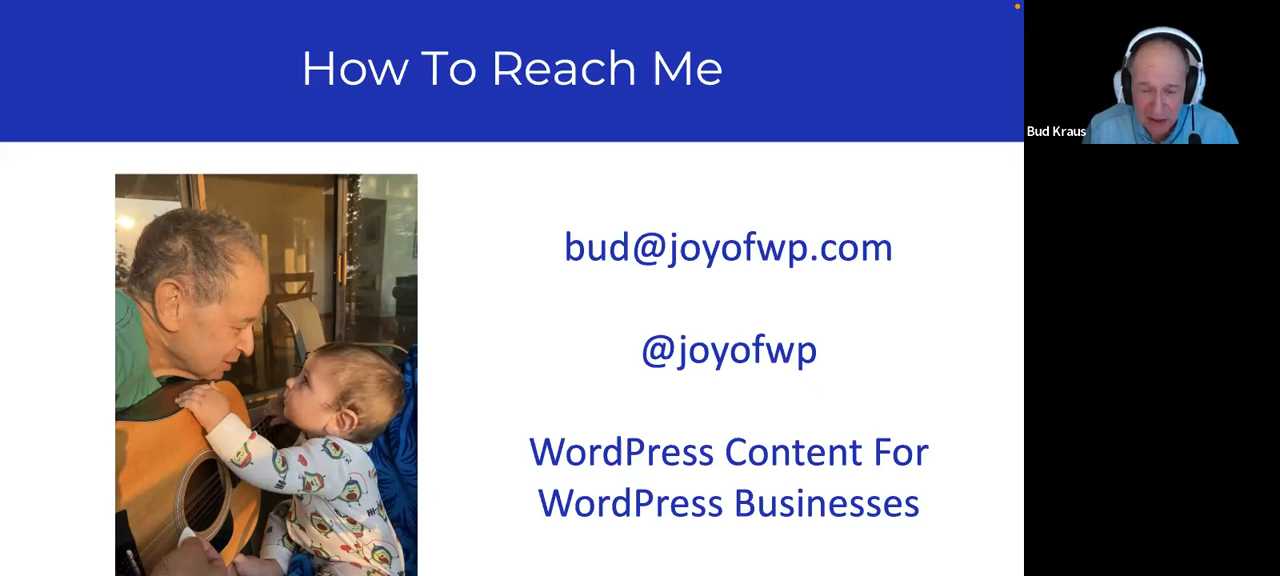 How To Reach Me
Bud Kraus
bud@joyofwp.com
@joyofwp
WordPress Content For
WordPress Businesses